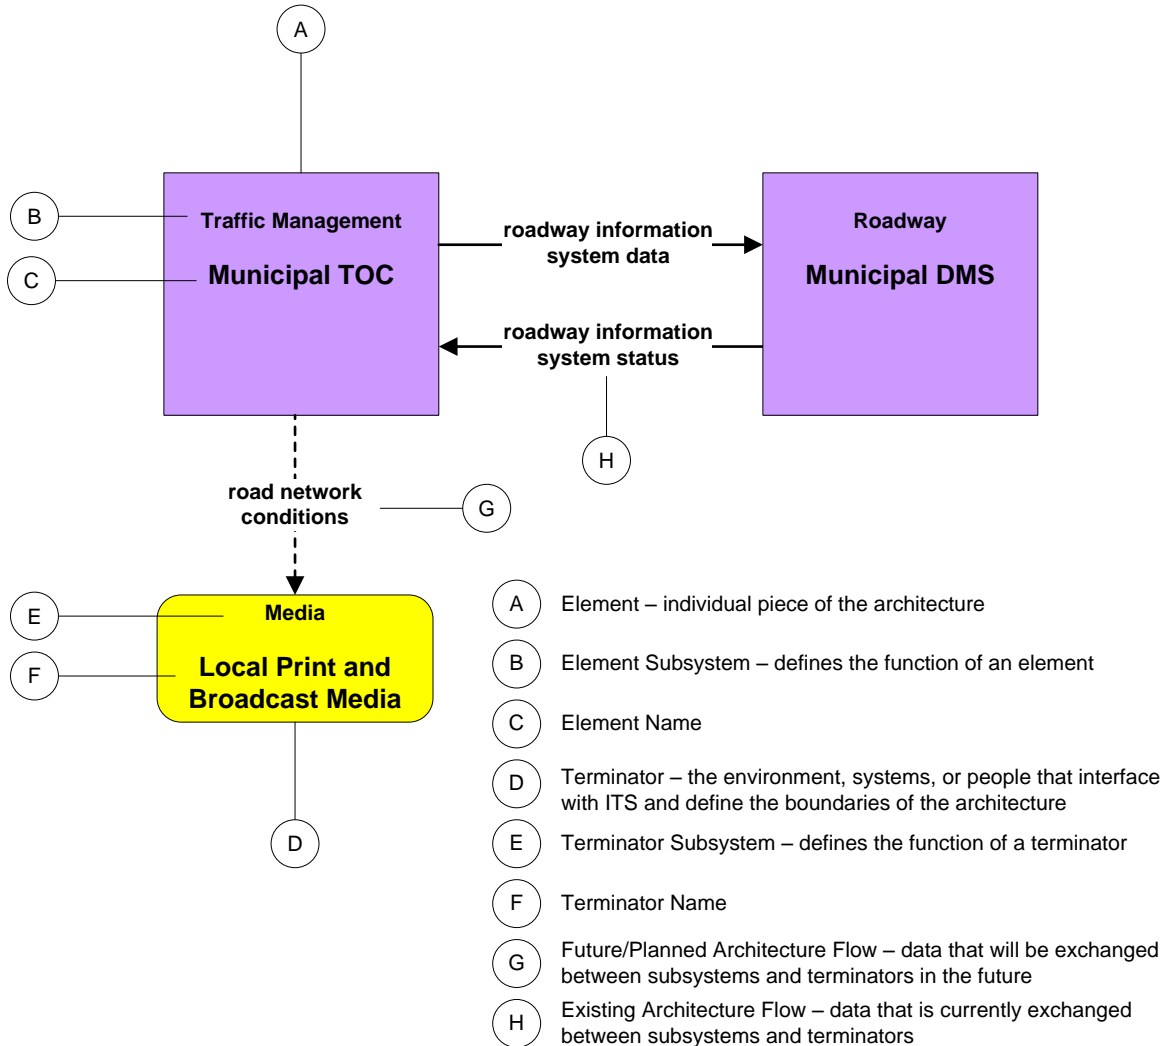 A
B
Traffic Management
C
Municipal TOC
roadway information
system data
Roadway
Municipal DMS
roadway information
system status
H
road network
conditions
G
E
Media
F
Local Print and
Broadcast Media
D
A
Element – individual piece of the architecture
B
Element Subsystem – defines the function of an element
C
Element Name
D
Terminator – the environment, systems, or people that interface
with ITS and define the boundaries of the architecture
E
Terminator Subsystem – defines the function of a terminator
F
Terminator Name
G
Future/Planned Architecture Flow – data that will be exchanged
between subsystems and terminators in the future
H
Existing Architecture Flow – data that is currently exchanged
between subsystems and terminators